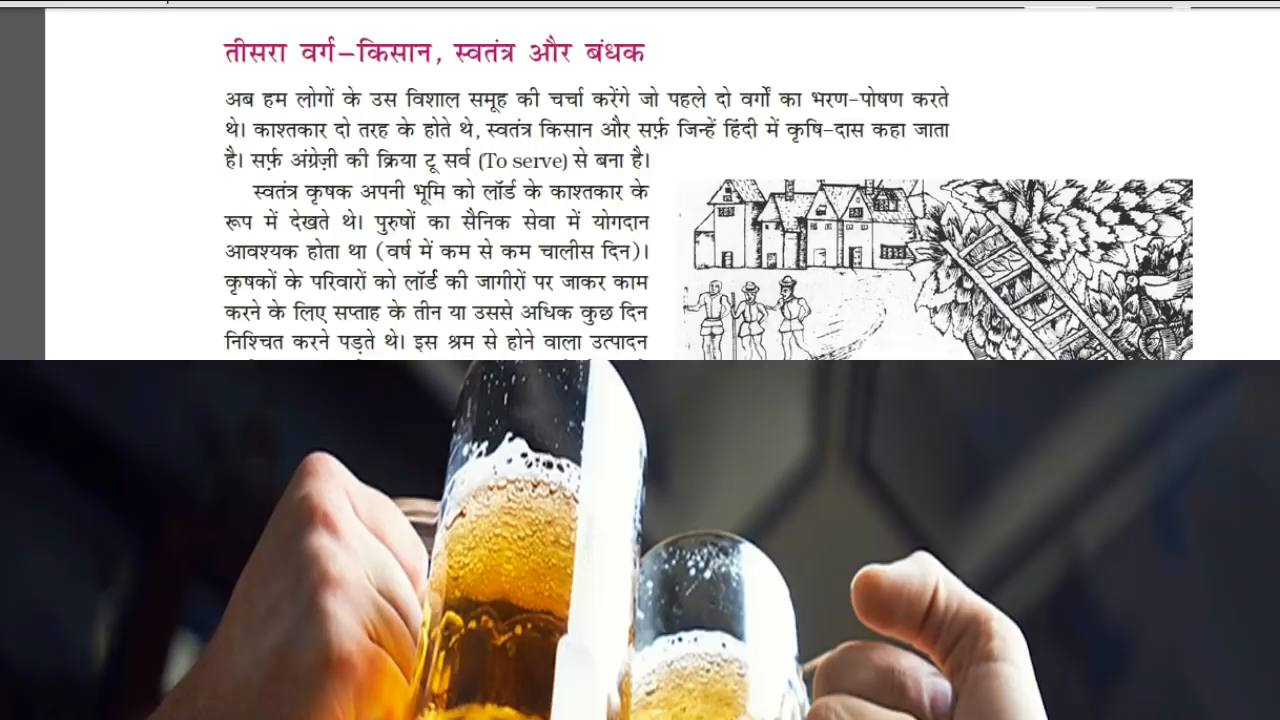 तीसरा वर्ग–किसान, स्वतंत्र और बंधक
अब हम लोगों के उस विशाल समूह की चर्चा करेंगे जो पहले दो वर्गों का भरण-पोषण करते
थे। काश्तकार दो तरह के होते थे, स्वतंत्र किसान और सर्फ़ जिन्हें हिंदी में कृषि-दास कहा जाता
है। सर्फ़ अंग्रेज़ी की क्रिया टू सर्व (To serve) से बना है।
स्वतंत्र कृषक अपनी भूमि को लॉर्ड के काश्तकार के
रूप में देखते थे। पुरुषों का सैनिक सेवा में योगदान
आवश्यक होता था (वर्ष में कम से कम चालीस दिन)।
कृषकों के परिवारों को लॉर्ड की जागीरों पर जाकर काम
करने के लिए सप्ताह के तीन या उससे अधिक कुछ दिन
निश्चित करने पड़ते थे। इस श्रम से होने वाला उत्पादन